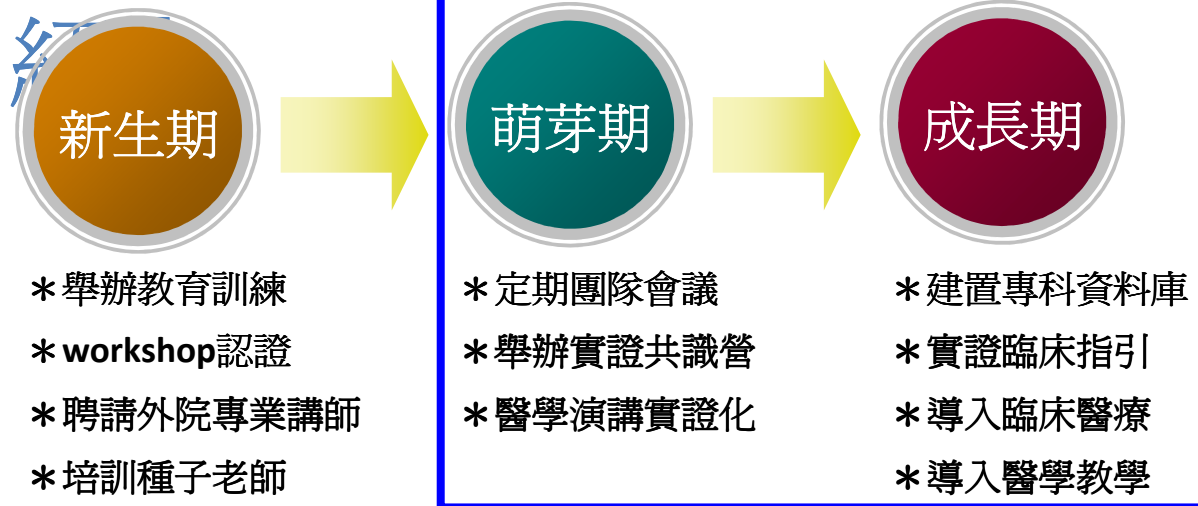 新生期
萌芽期
成長期
＊舉辦教育訓練
＊workshop認證
＊聘請外院專業講師
＊培訓種子老師
＊定期團隊會議
＊舉辦實證共識營
＊醫學演講實證化
＊建置專科資料庫
＊實證臨床指引
＊導入臨床醫療
＊導入醫學教學